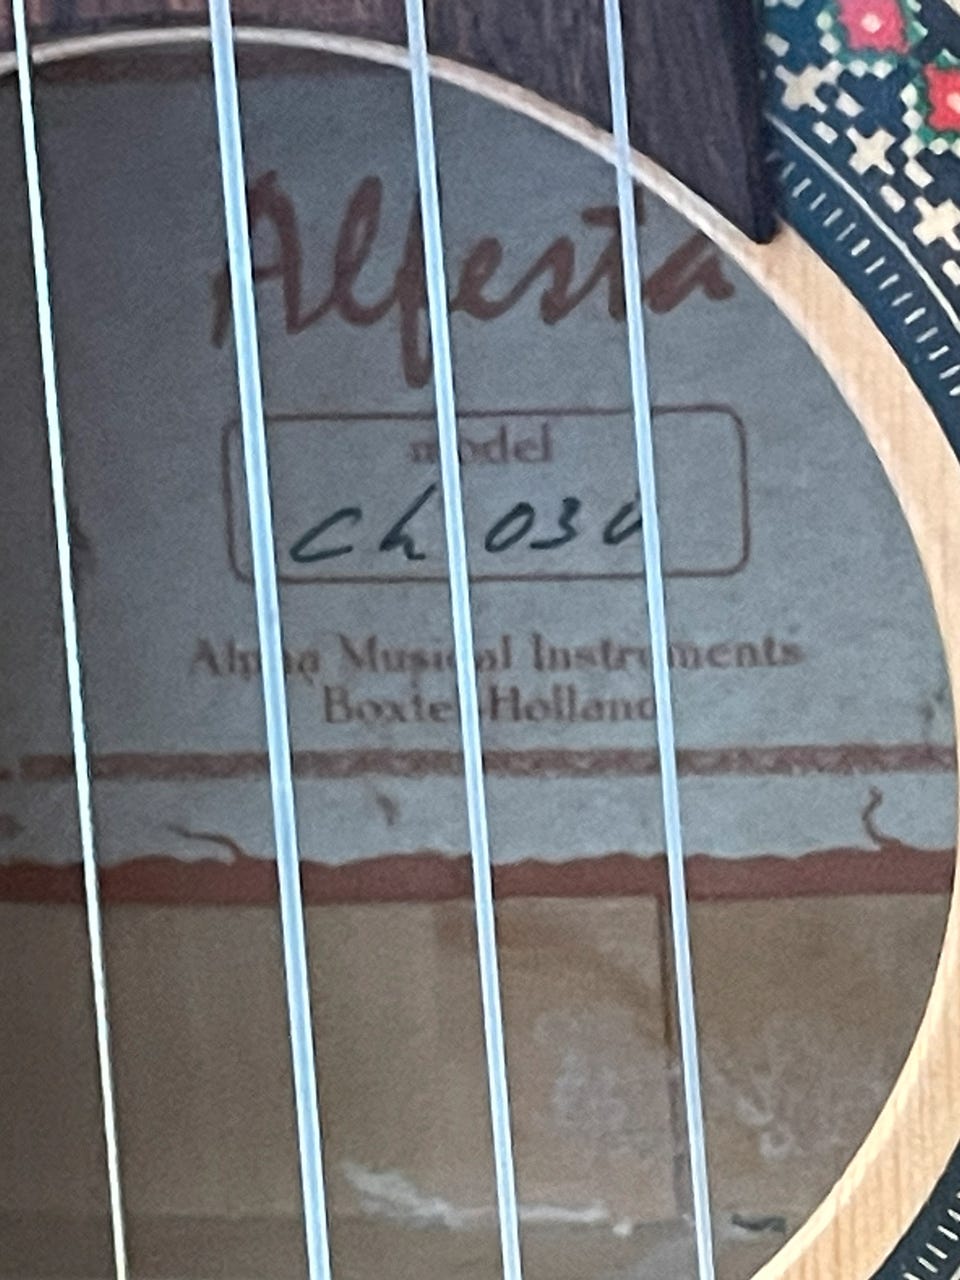 Alfesta
model
Ch 030
Alpha Musical Instruments
Boxtel Holland